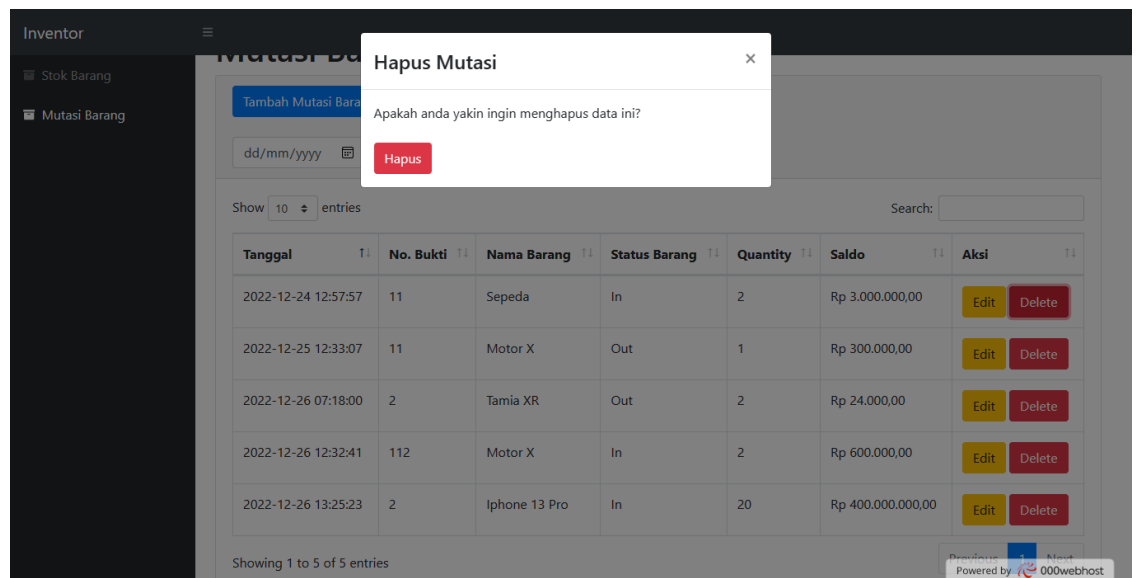 Inventor
Stok Barang
Mutasi Barang
Hapus Mutasi ×
Apakah anda yakin ingin menghapus data ini?
Hapus
Tambah Mutasi Bara
dd/mm/yyyy
Show 10 entries
Search:
Tanggal No. Bukti Nama Barang Status Barang Quantity Saldo Aksi
2022-12-24 12:57:57 11 Sepeda In 2 Rp 3.000.000,00 Edit Delete
2022-12-25 12:33:07 11 Motor X Out 1 Rp 300.000,00 Edit Delete
2022-12-26 07:18:00 2 Tamia XR Out 2 Rp 24.000,00 Edit Delete
2022-12-26 12:32:41 112 Motor X In 2 Rp 600.000,00 Edit Delete
2022-12-26 13:25:23 2 Iphone 13 Pro In 20 Rp 400.000.000,00 Edit Delete
Showing 1 to 5 of 5 entries
Previous 1 Next
Powered by 000webhost